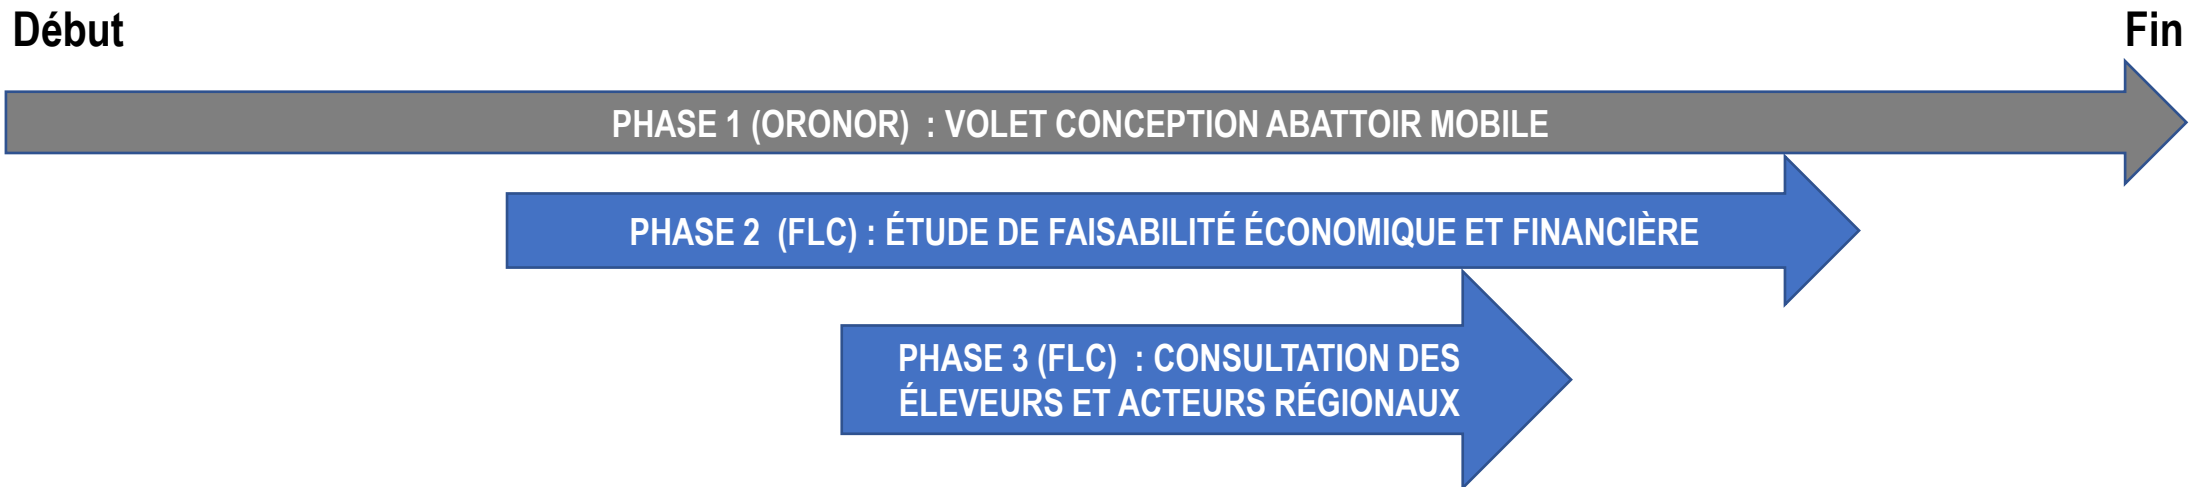 Début
Fin
PHASE 1 (ORONOR) : VOLET CONCEPTION ABATTOIR MOBILE
PHASE 2 (FLC) : ÉTUDE DE FAISABILITÉ ÉCONOMIQUE ET FINANCIÈRE
PHASE 3 (FLC) : CONSULTATION DES
ÉLEVEURS ET ACTEURS RÉGIONAUX